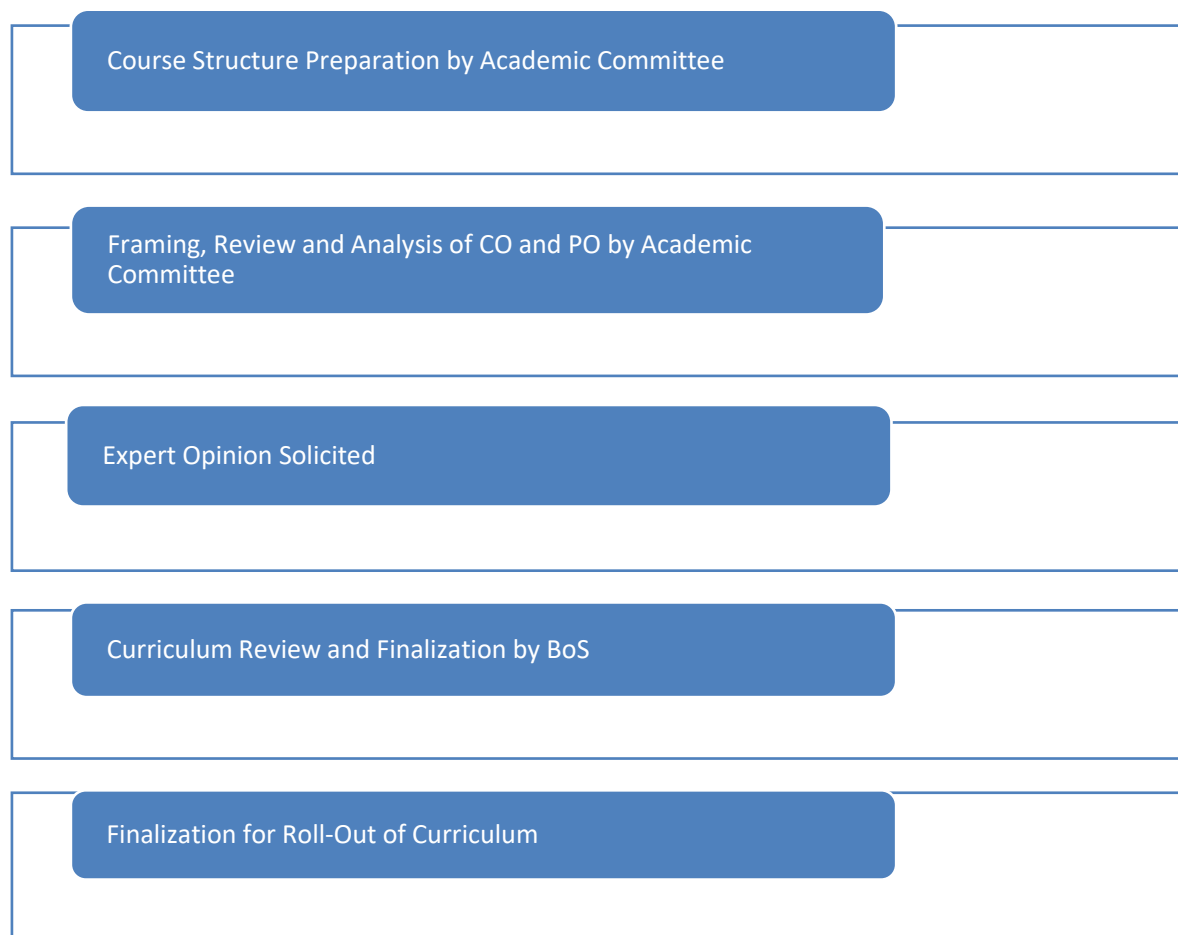 Course Structure Preparation by Academic Committee
Framing, Review and Analysis of CO and PO by Academic
Committee
Expert Opinion Solicited
Curriculum Review and Finalization by BoS
Finalization for Roll-Out of Curriculum